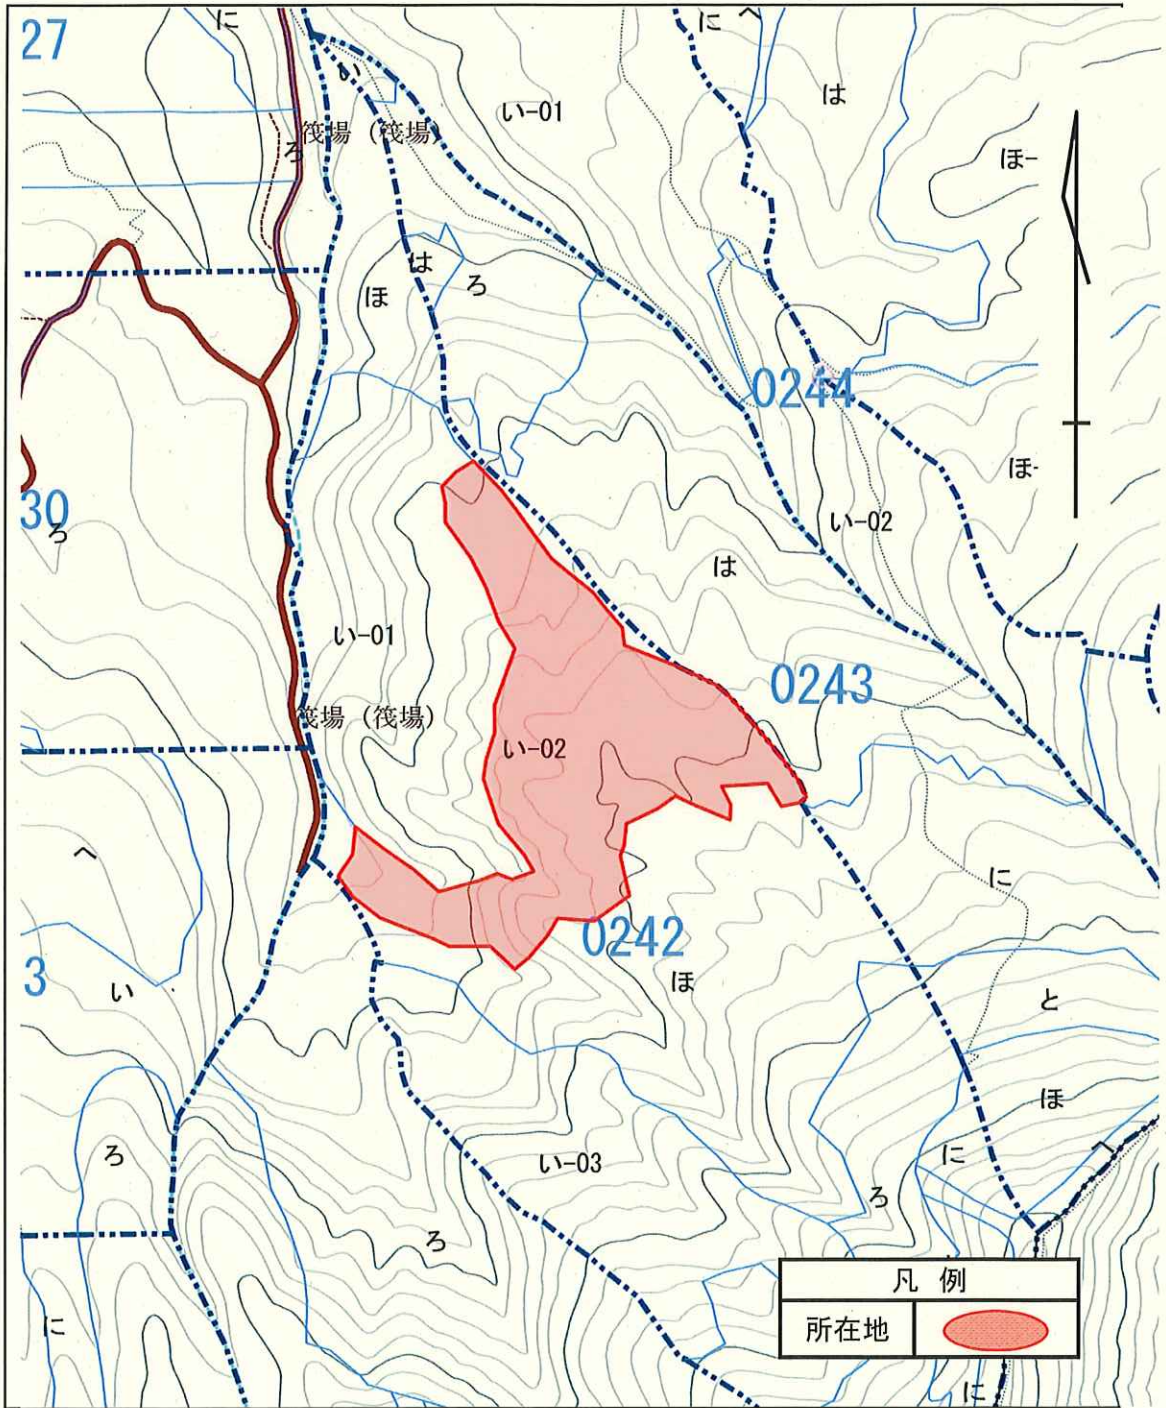 に
に
へ
27
い
い-01
は
筏場（筏場）
ろ
ほ-
は
ほ
ろ
0244
ほ-
30
ろ
い-02
は
い-01
0243
筏場（筏場）
い-02
へ
に
0242
3
い
ほ
と
ほ
へ
に
ろ
い-03
ろ
ろ
凡 例
所在地
に
に